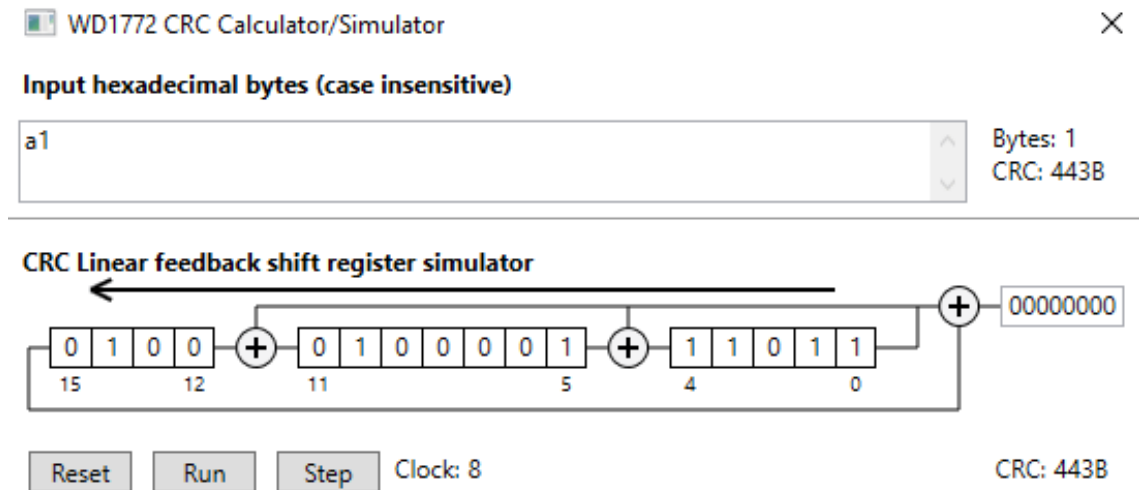 WD1772 CRC Calculator/Simulator
Input hexadecimal bytes (case insensitive)
a1
Bytes: 1
CRC: 443B
CRC Linear feedback shift register simulator
00000000
0 1 0 0 + 0 1 0 0 0 0 1 + 1 1 0 1 1 +
15 12 11 5 4 0
Reset Run Step Clock: 8 CRC: 443B